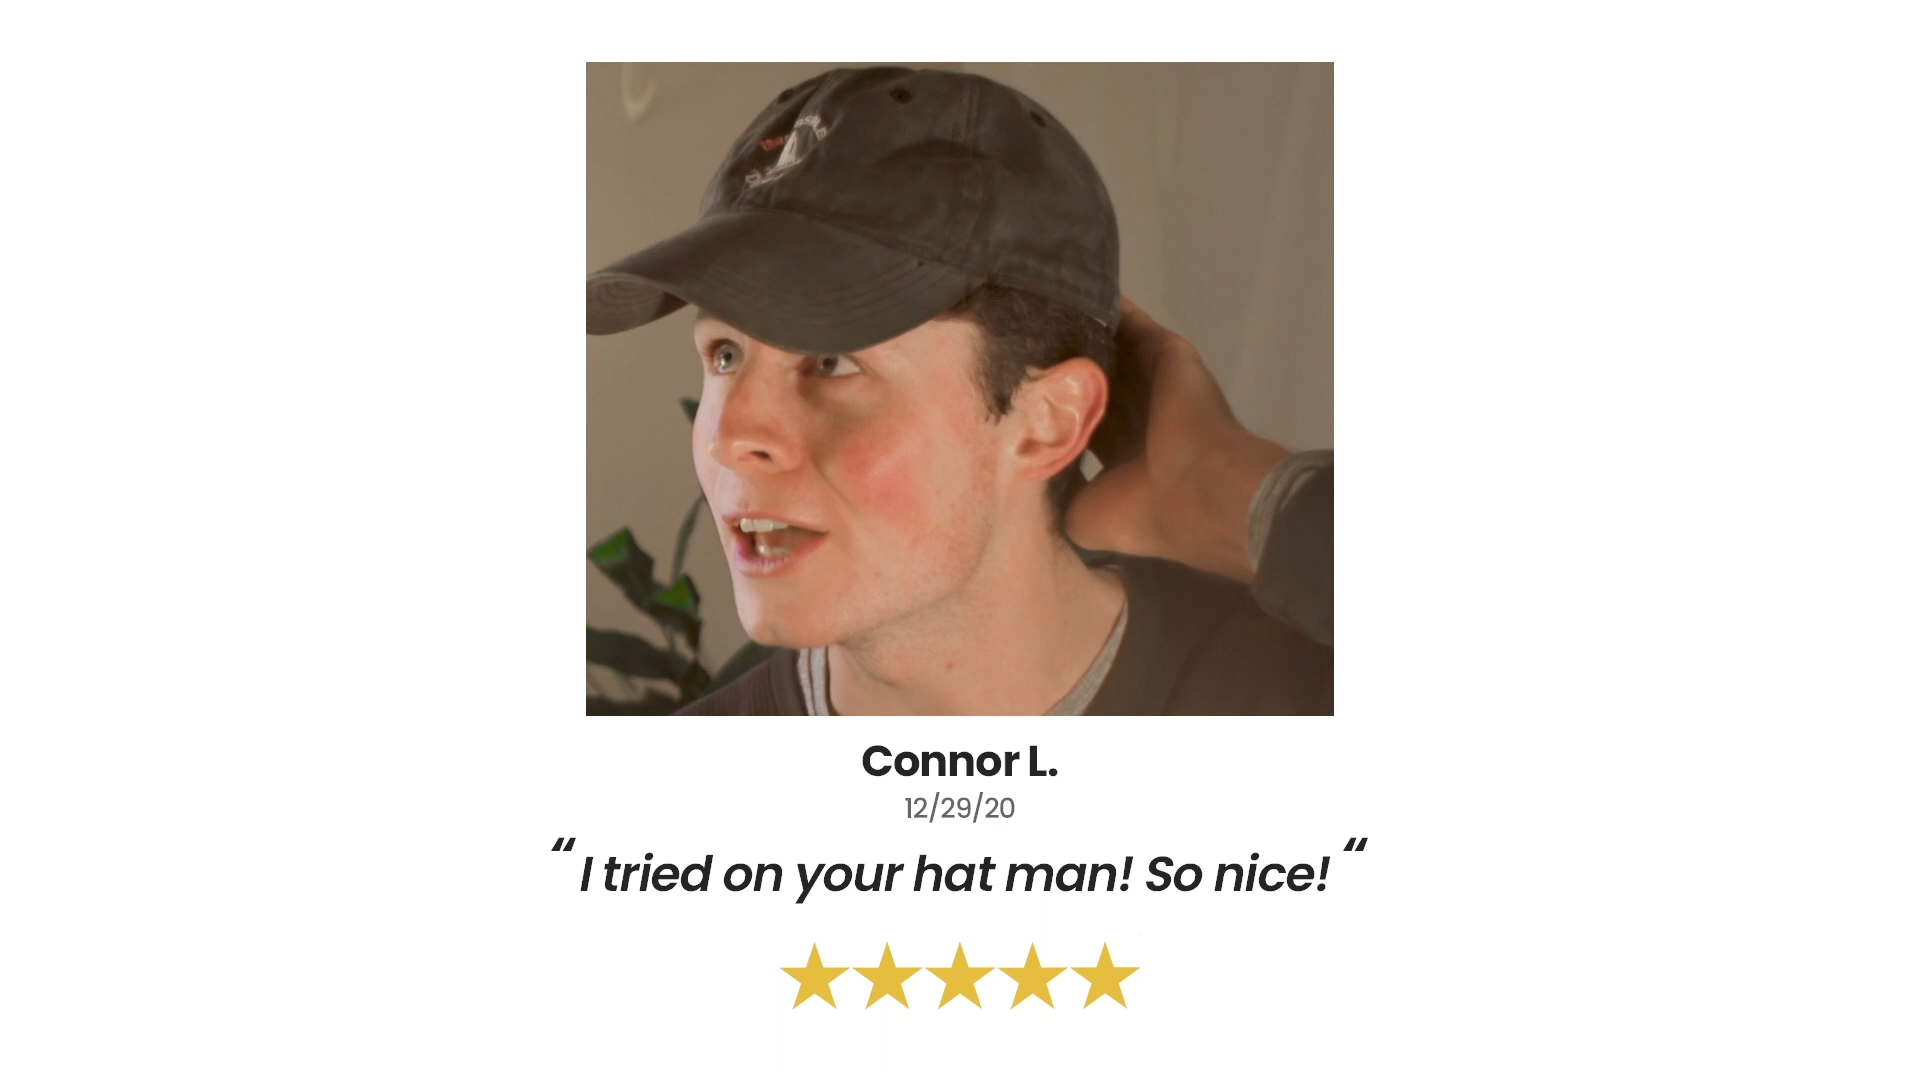 Connor L.
12/29/20
“ I tried on your hat man! So nice! “